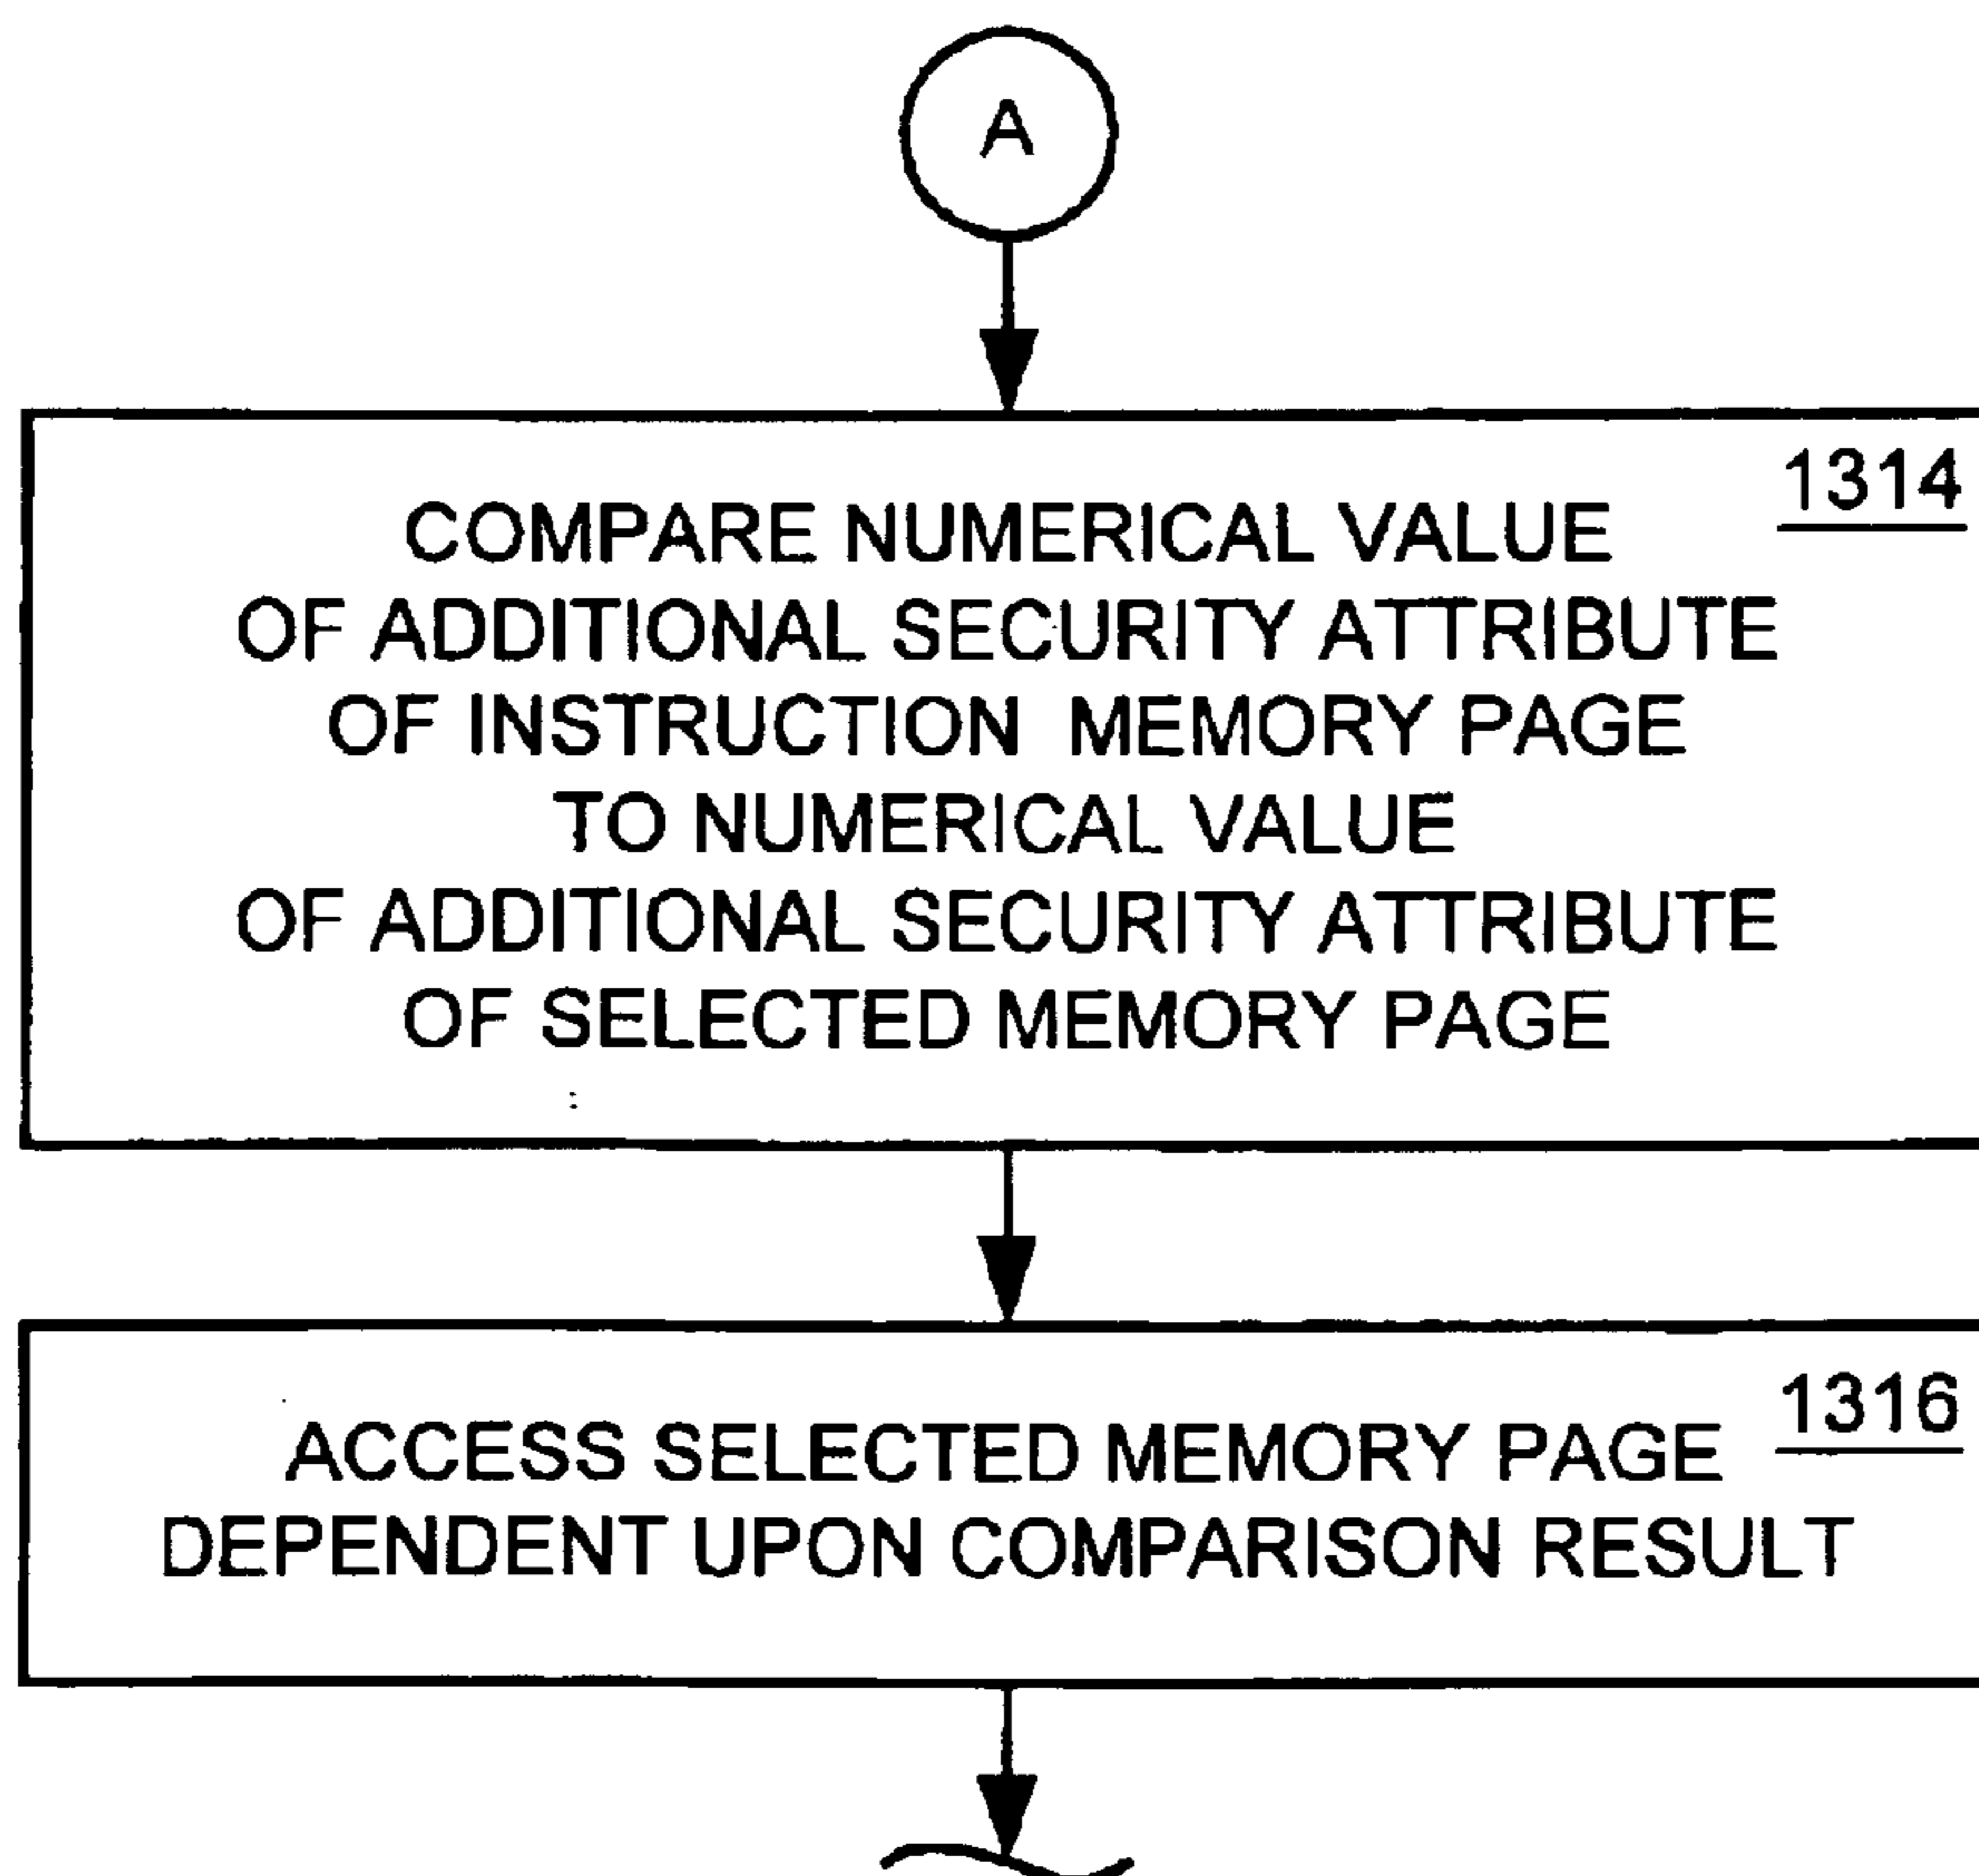 A
1314
COMPARE NUMERICAL VALUE
OF ADDITIONAL SECURITY ATTRIBUTE
OF INSTRUCTION MEMORY PAGE
TO NUMERICAL VALUE
OF ADDITIONAL SECURITY ATTRIBUTE
OF SELECTED MEMORY PAGE
1316
ACCESS SELECTED MEMORY PAGE
DEPENDENT UPON COMPARISON RESULT